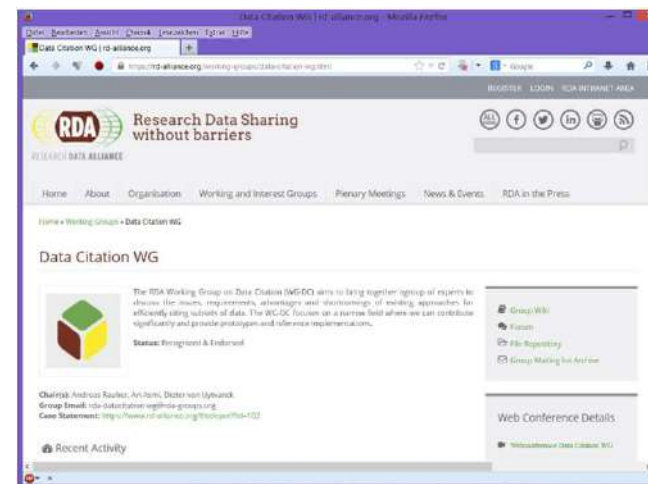 Data Citation WG | rd-alliance.org - Mozilla Firefox
Datei Bearbeiten Ansicht Chronik Lesezeichen Extras Hilfe
Data Citation WG | rd-alliance.org
REGISTER LOGIN RDA INTRANET AREA
RDA
Research Data Sharing
without barriers
RESEARCH DATA ALLIANCE
Home About Organisation Working and Interest Groups Plenary Meetings News & Events RDA in the Press
Home » Working Groups » Data Citation WG
Data Citation WG
The RDA Working Group on Data Citation (WG-DC) aims to bring together a group of experts to
discuss the issues, requirements, advantages and shortcomings of existing approaches for
efficiently citing subsets of data. The WG-DC focuses on a narrow field where we can contribute
significantly and provide prototypes and reference implementations.
Status: Recognised & Endorsed
Group Wiki
Forum
File Repository
Group Mailing list Archive
Chair(s): Andreas Rauber, Ari Asmi, Dieter van Uytvanck
Group Email:
Case Statement:
Web Conference Details
Webconference Data Citation WG
Recent Activity